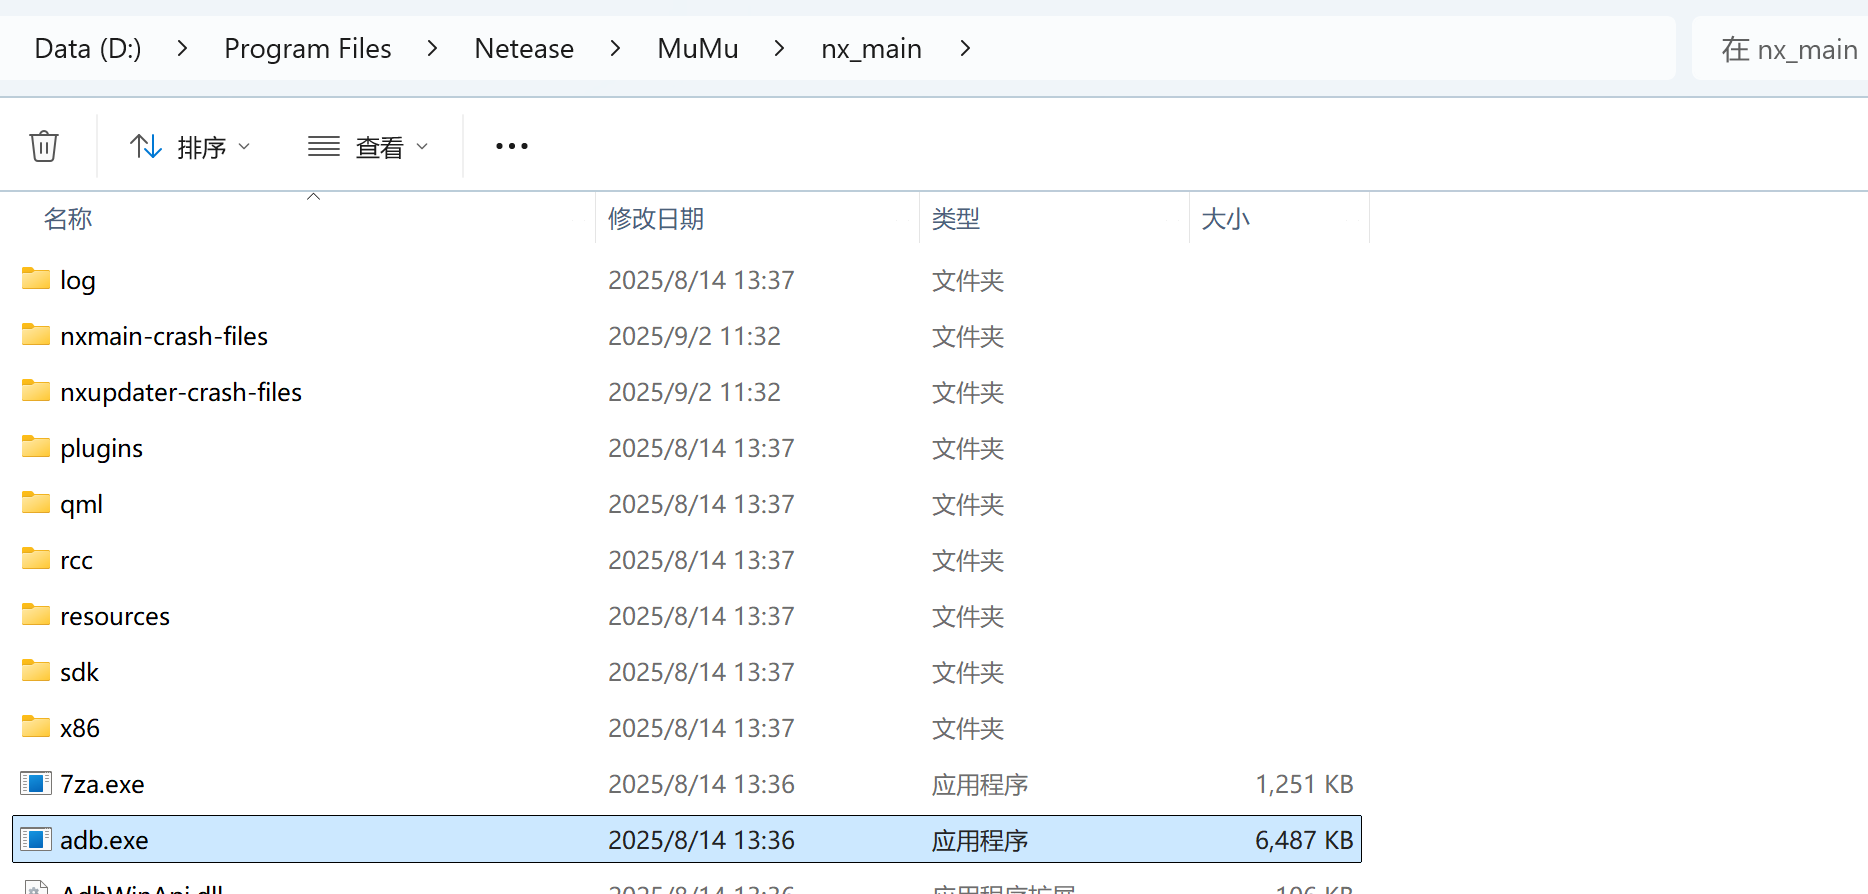 Data (D:) > Program Files > Netease > MuMu > nx_main > 在 nx_main
排序 查看 •••
名称 修改日期 类型 大小
log 2025/8/14 13:37 文件夹
nxmain-crash-files 2025/9/2 11:32 文件夹
nxupdater-crash-files 2025/9/2 11:32 文件夹
plugins 2025/8/14 13:37 文件夹
qml 2025/8/14 13:37 文件夹
rcc 2025/8/14 13:37 文件夹
resources 2025/8/14 13:37 文件夹
sdk 2025/8/14 13:37 文件夹
x86 2025/8/14 13:37 文件夹
7za.exe 2025/8/14 13:36 应用程序 1,251 KB
adb.exe 2025/8/14 13:36 应用程序 6,487 KB
AdbWinApi.dll 2025/8/14 13:36 应用程序扩展 106 KB